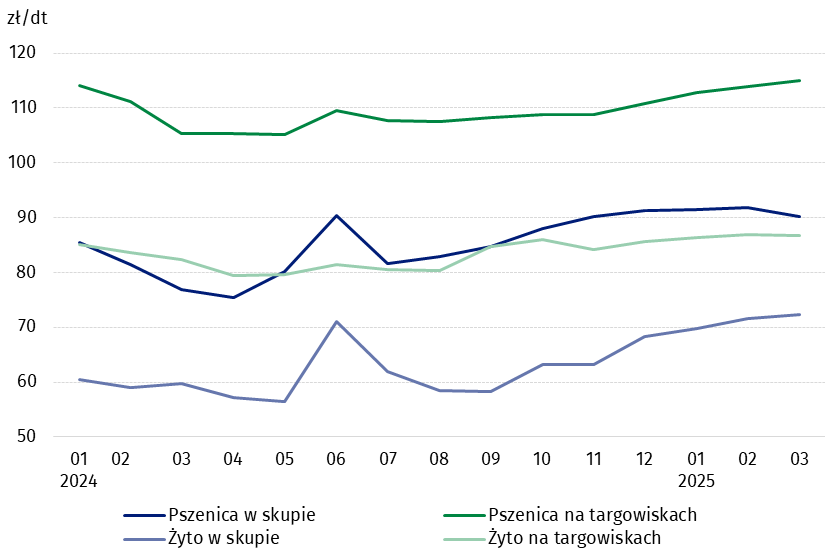 zł/dt
120
110
100
90
80
70
60
50
01 02 03 04 05 06 07 08 09 10 11 12 01 02 03
2024 2025
Pszenica w skupie Pszenica na targowiskach
Żyto w skupie Żyto na targowiskach